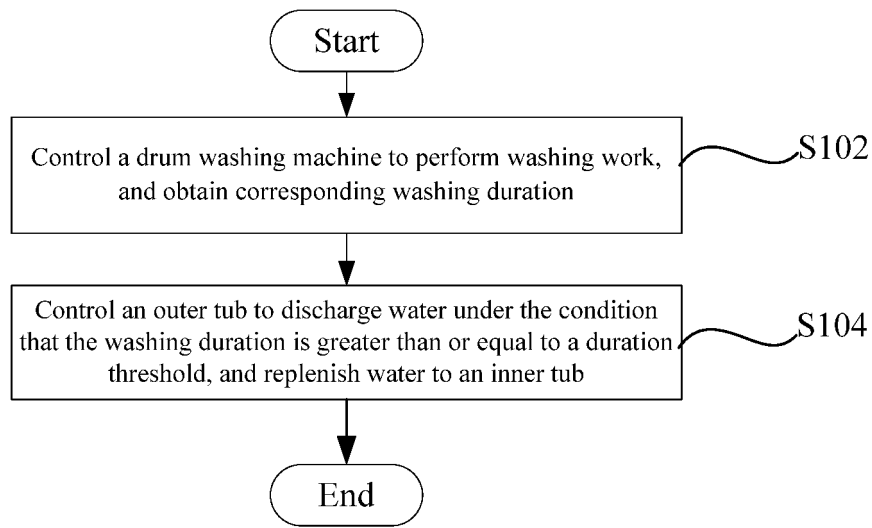 Start
Control a drum washing machine to perform washing work,
and obtain corresponding washing duration
S102
Control an outer tub to discharge water under the condition
that the washing duration is greater than or equal to a duration
threshold, and replenish water to an inner tub
S104
End